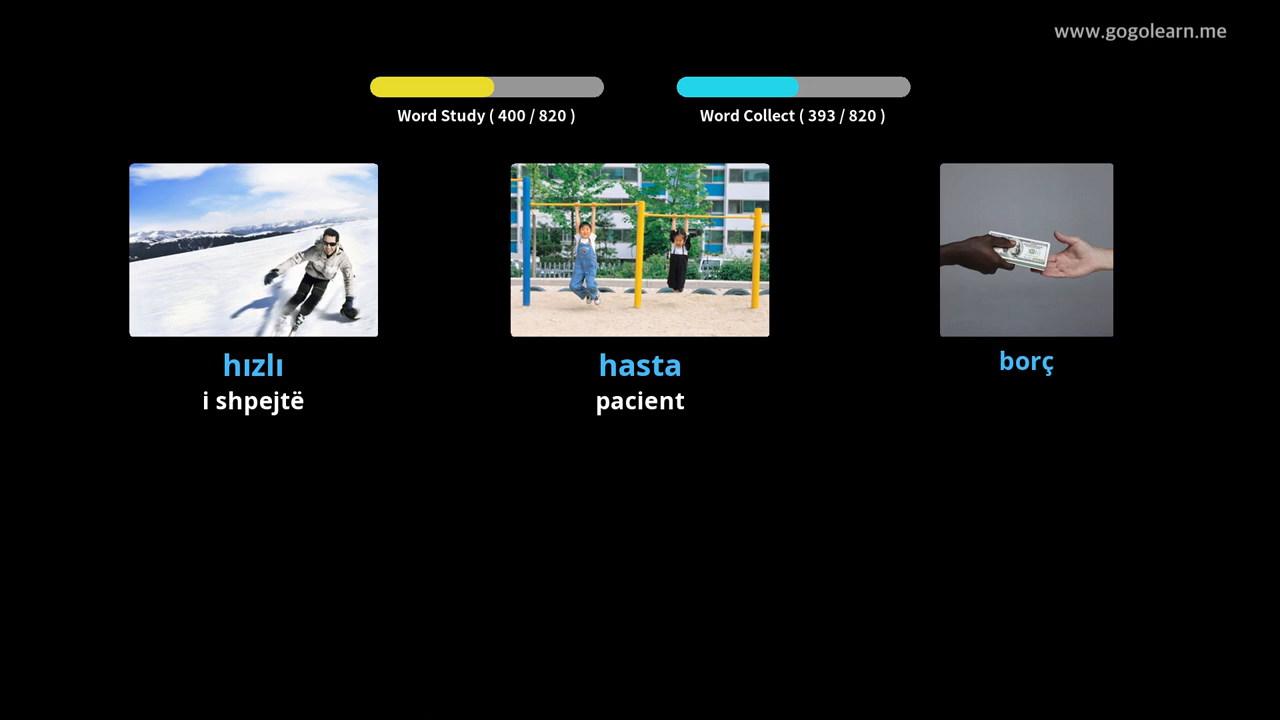 www.gogolearn.me
Word Study ( 400 / 820 )
Word Collect ( 393 / 820 )
hızlı
i shpejtë
hasta
pacient
borç